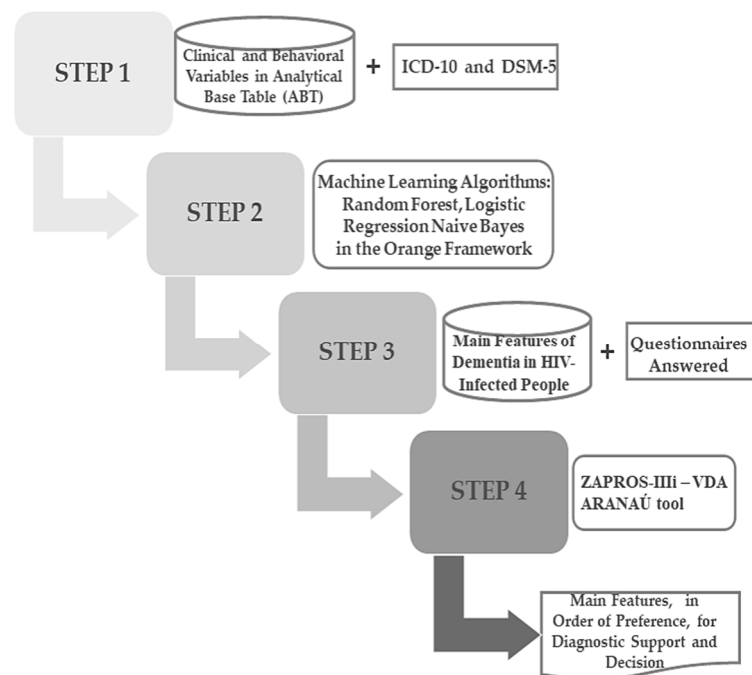 STEP 1
Clinical and Behavioral
Variables in Analytical
Base Table (ABT)
+
ICD-10 and DSM-5
STEP 2
Machine Learning Algorithms:
Random Forest, Logistic
Regression Naive Bayes
in the Orange Framework
STEP 3
Main Features of
Dementia in HIV-
Infected People
+
Questionnaires
Answered
STEP 4
ZAPROS-IIIi – VDA
ARANAÚ tool
Main Features, in
Order of Preference, for
Diagnostic Support and
Decision